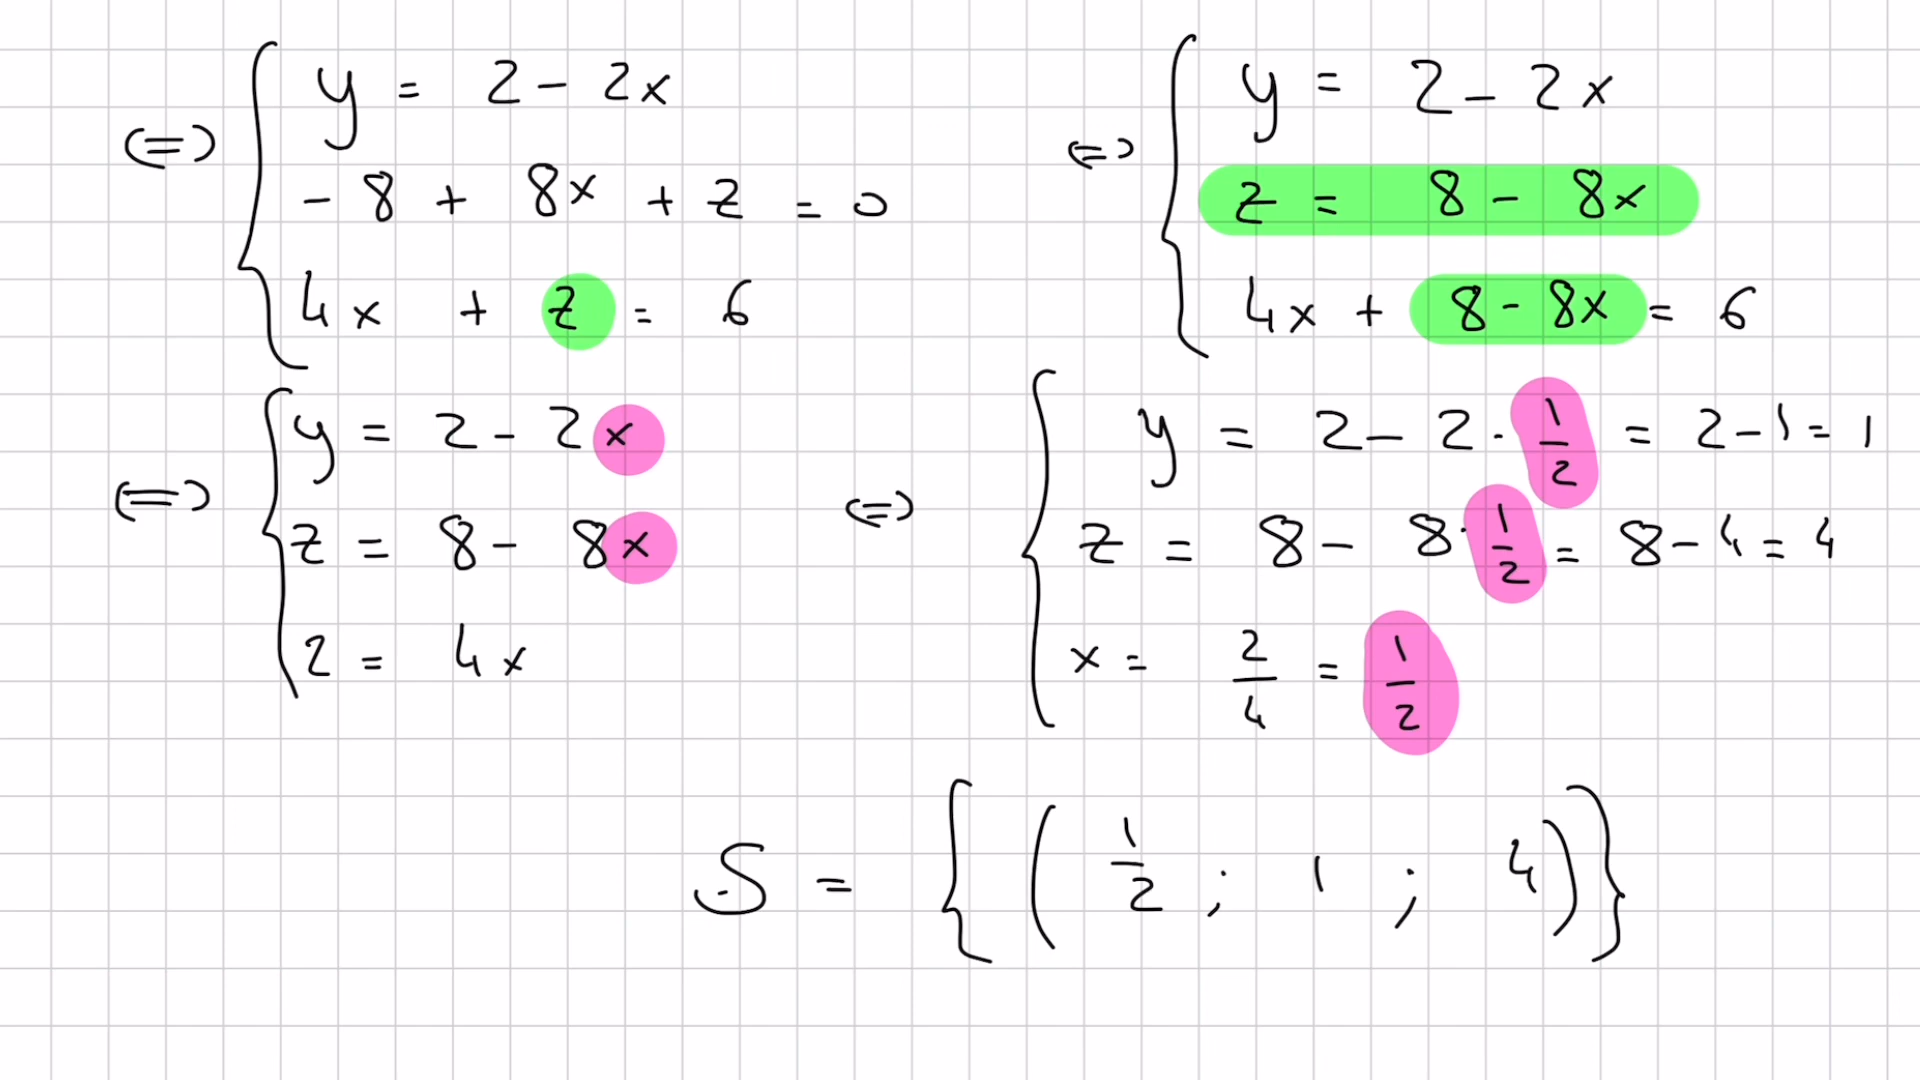 (=) { y = 2 - 2x
- 8 + 8x + z = 0
4x + z = 6
(=) { y = 2 - 2x
z = 8 - 8x
4x + 8 - 8x = 6
(=) { y = 2 - 2x
z = 8 - 8x
2 = 4x
(=) { y = 2 - 2 · 1/2 = 2 - 1 = 1
z = 8 - 8 · 1/2 = 8 - 4 = 4
x = 2/4 = 1/2
S = { ( 1/2 ; 1 ; 4 ) }